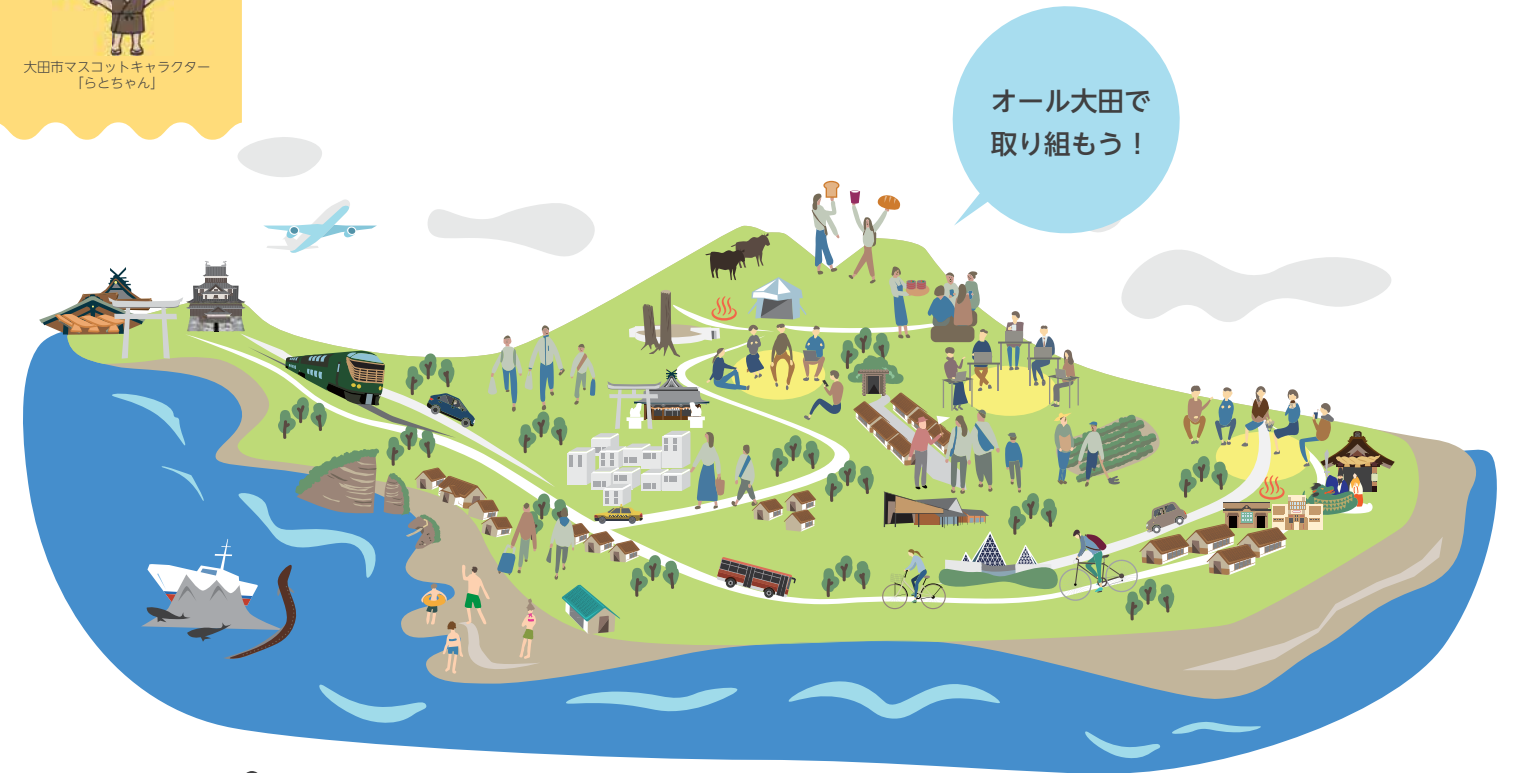 大田市マスコットキャラクター
「らとちゃん」
オール大田で
取り組もう！